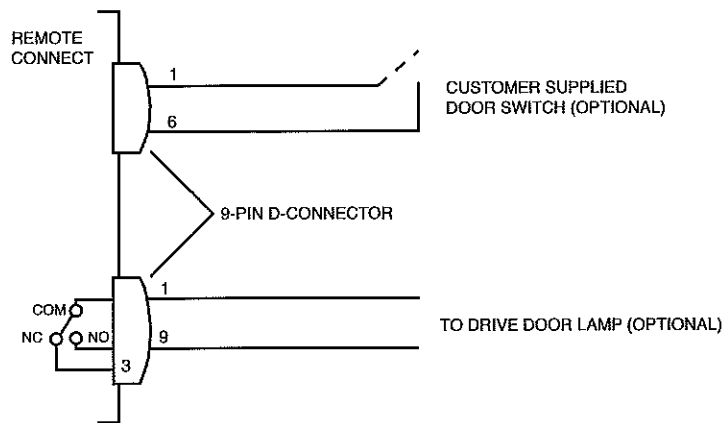 REMOTE
CONNECT
1
6
CUSTOMER SUPPLIED
DOOR SWITCH (OPTIONAL)
9-PIN D-CONNECTOR
COM
NC
NO
1
9
3
TO DRIVE DOOR LAMP (OPTIONAL)